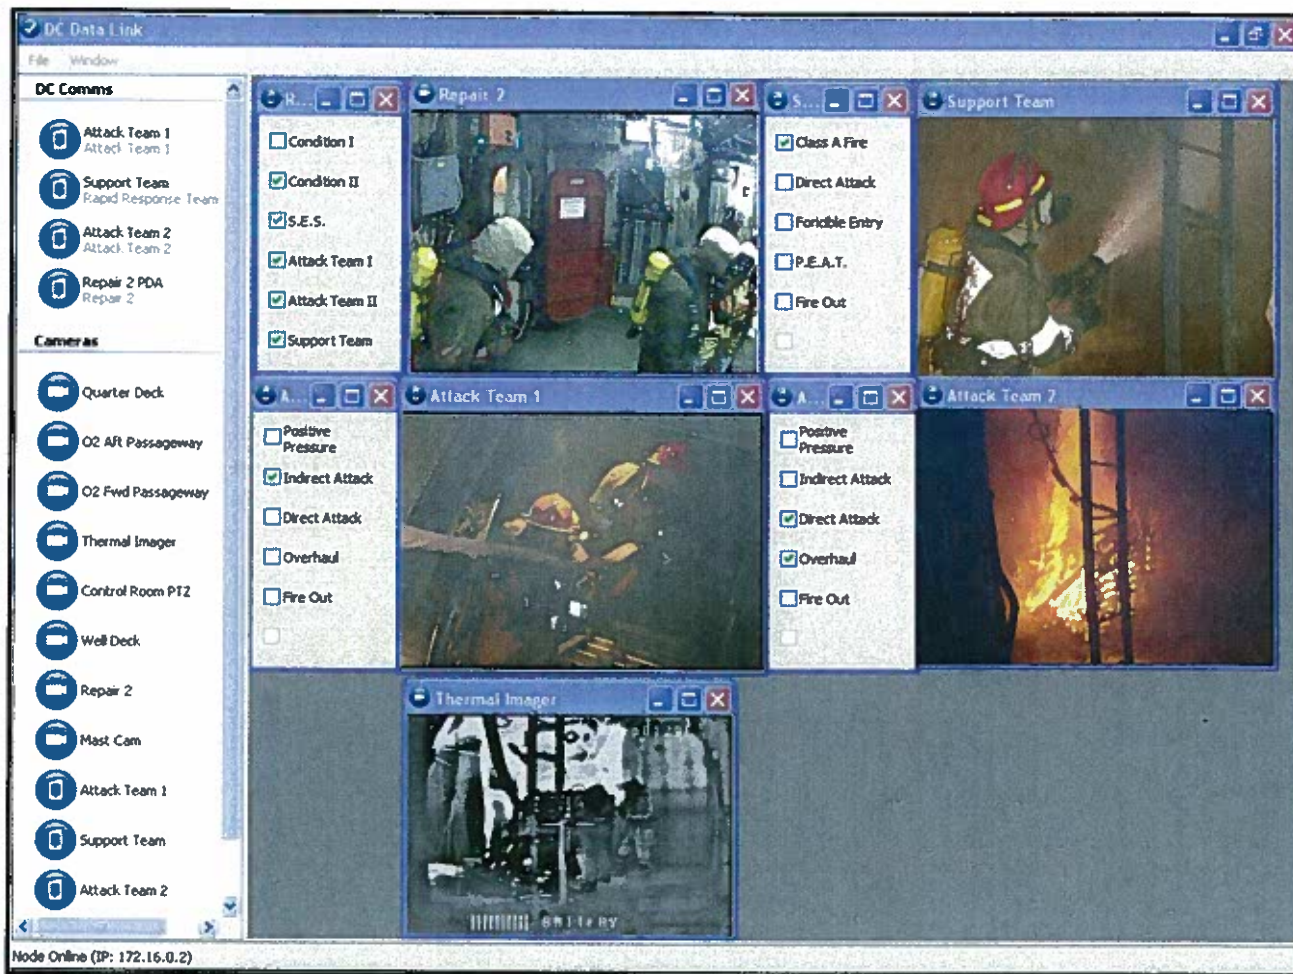 DC Data Link
File Window
DC Comms
Attack Team 1
Attack Team 1
Support Team
Rapid Response Team
Attack Team 2
Attack Team 2
Repair 2 PDA
Repair 2
Cameras
Quarter Deck
O2 Aft Passageway
O2 Fwd Passageway
Thermal Imager
Control Room PTZ
Well Deck
Repair 2
Mast Cam
Attack Team 1
Support Team
Attack Team 2
R...
Condition I
Condition II
S.E.S.
Attack Team I
Attack Team II
Support Team
Repair 2
S...
Class A Fire
Direct Attack
Foricible Entry
P.E.A.T.
Fire Out
Support Team
A...
Positive
Pressure
Indirect Attack
Direct Attack
Overhaul
Fire Out
Attack Team 1
A...
Positive
Pressure
Indirect Attack
Direct Attack
Overhaul
Fire Out
Attack Team 2
Thermal Imager
BATTERY
Node Online (IP: 172.16.0.2)